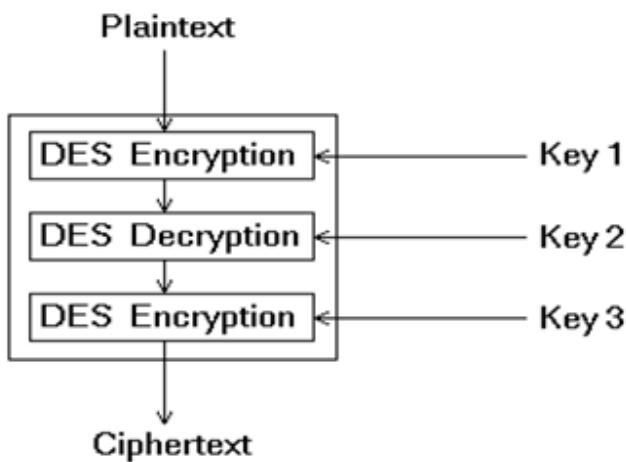 Plaintext
DES Encryption
Key 1
DES Decryption
Key 2
DES Encryption
Key 3
Ciphertext